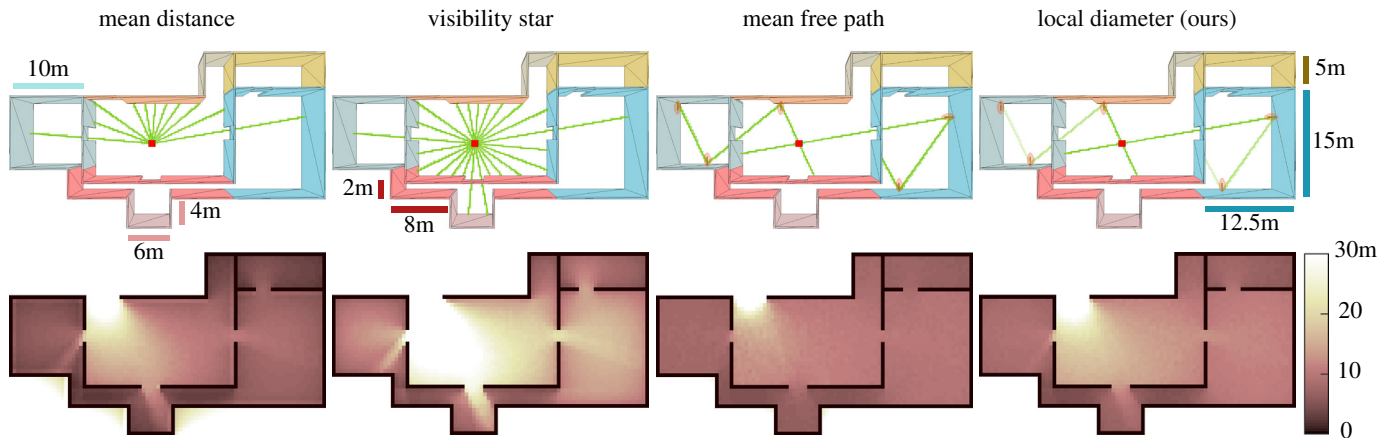 mean distance
visibility star
mean free path
local diameter (ours)
10m
5m
15m
2m
4m
8m
6m
12.5m
30m
20
10
0